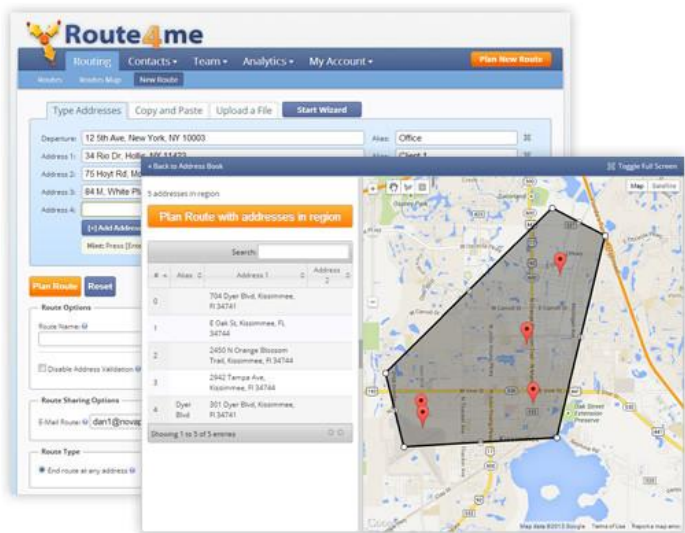 Route4me
Routing Contacts Team Analytics My Account Plan New Route
Routes Routes Map New Route
Type Addresses Copy and Paste Upload a File Start Wizard
Departure: 12 5th Ave, New York, NY 10003 Alias: Office
Address 1: 34 Rio Dr, Hollis, NY 11423
Address 2: 75 Hoyt Rd,
Address 3: 84 M, White
Address 4:
[+] Add
Hint: Press
Plan Route Reset
Route Options
Route Name:
Disable Address Validation
Route Sharing Options
E-Mail Route: dan1@novap
Route Type
End route at any address
« Back to Address Book Toggle Full Screen
5 addresses in region
Plan Route with addresses in region
Search:
# Alias Address 1 Address 2
0 704 Dyer Blvd, Kissimmee,
Fl 34741
1 E Oak St, Kissimmee, FL
34744
2 2450 N Orange Blossom
Trail, Kissimmee, Fl 34744
3 2942 Tampa Ave,
Kissimmee, Fl 34744
4 Dyer Blvd 301 Dyer Blvd, Kissimmee,
Fl 34741
Showing 1 to 5 of 5 entries
Map Satellite
Oak Street
Extension
Preserve
Map data ©2013 Google Terms of Use Report a map error